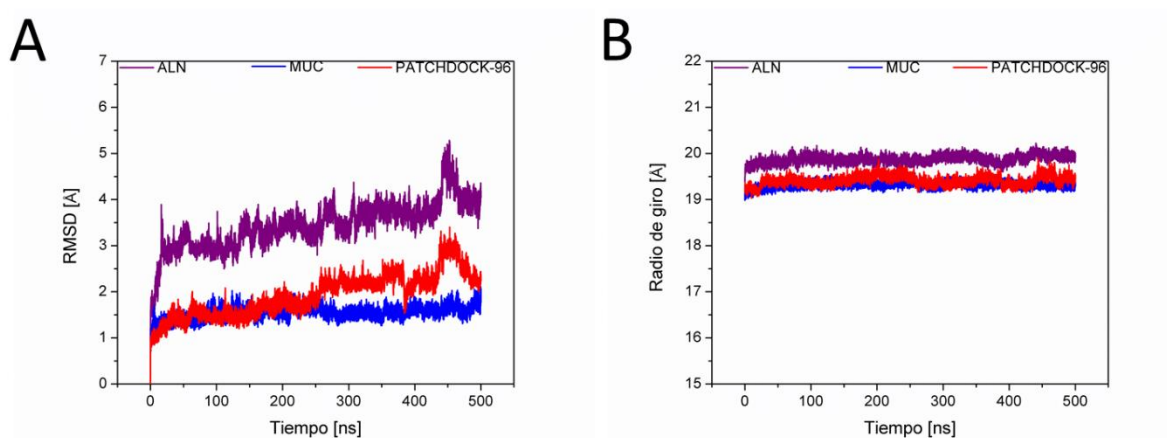 A
ALN MUC PATCHDOCK-96
RMSD [Å]
7
6
5
4
3
2
1
0
0 100 200 300 400 500
Tiempo [ns]
B
ALN MUC PATCHDOCK-96
Radio de giro [Å]
22
21
20
19
18
17
16
15
0 100 200 300 400 500
Tiempo [ns]